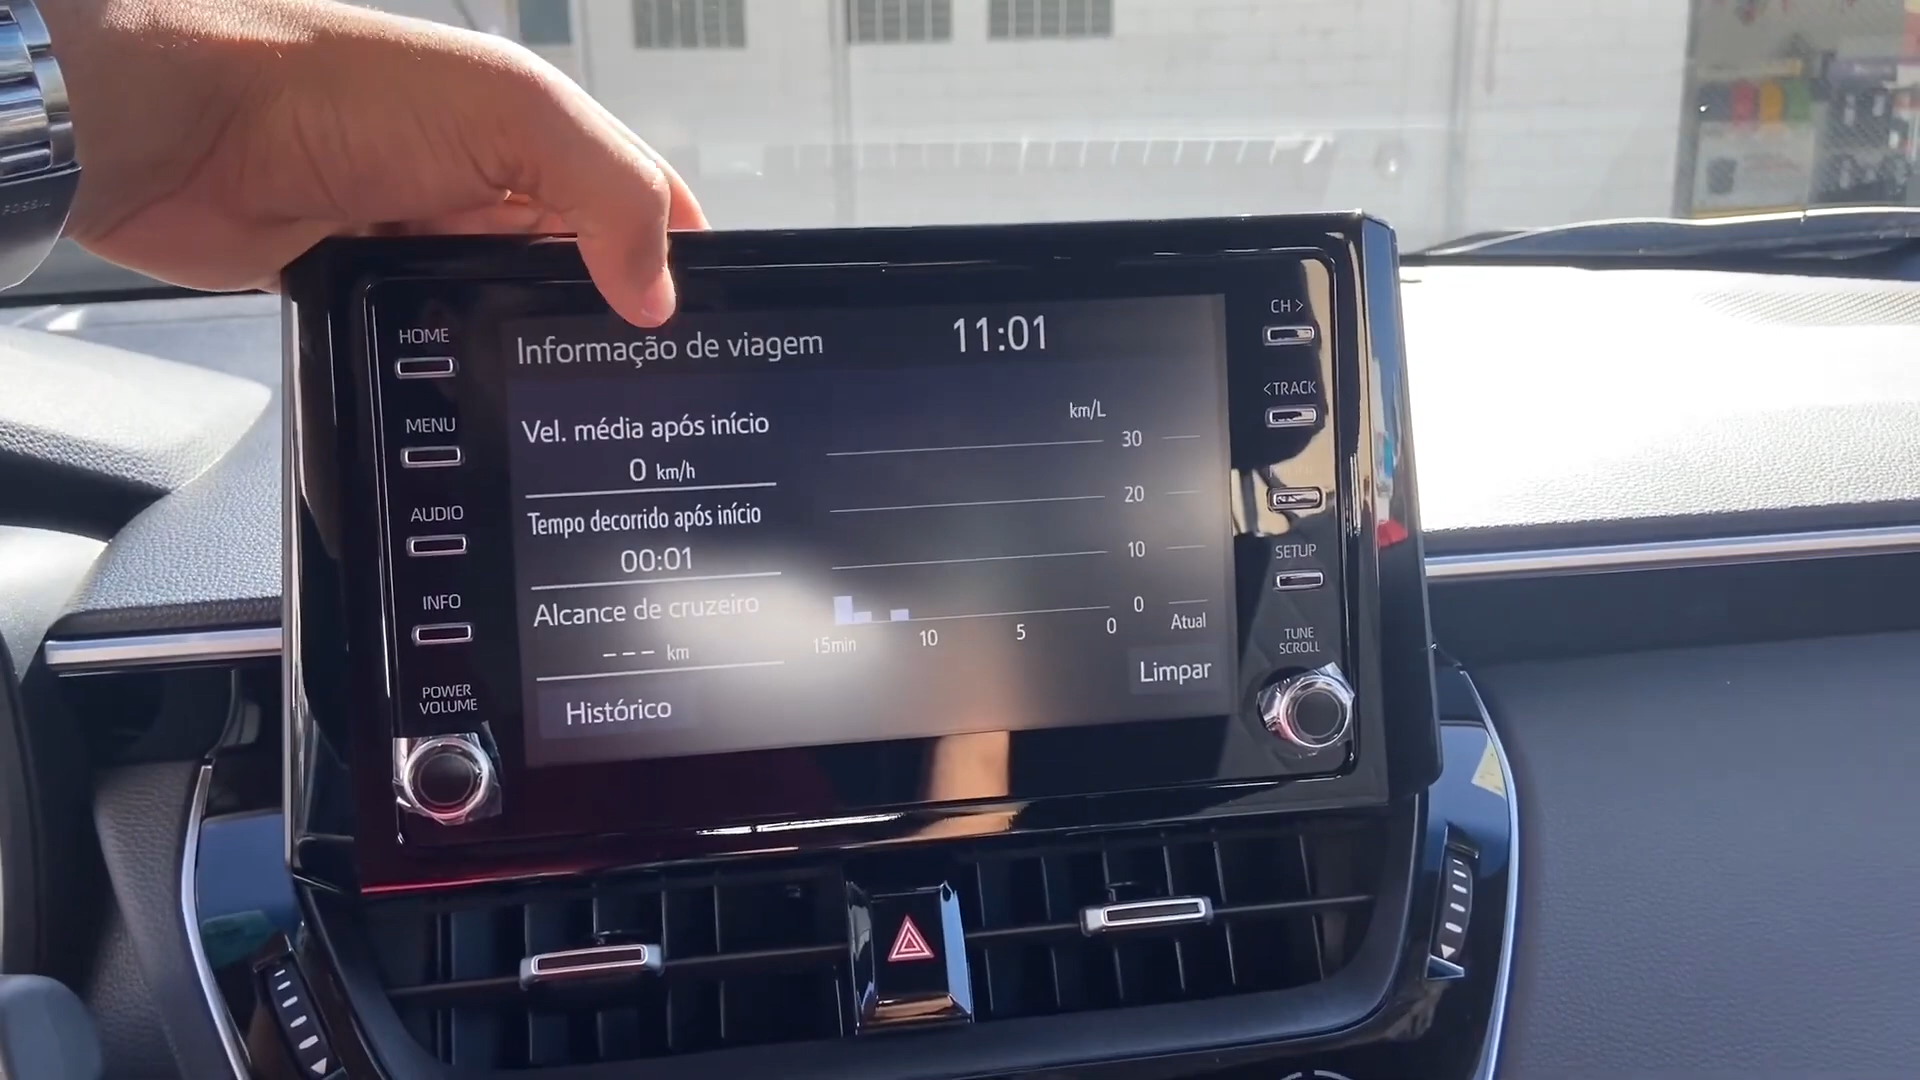 FOSSIL
HOME
MENU
AUDIO
INFO
POWER
VOLUME
Informação de viagem
11:01
Vel. média após início
0 km/h
Tempo decorrido após início
00:01
Alcance de cruzeiro
--- km
Histórico
km/L
30
20
10
0
15min
10
5
0
Atual
Limpar
CH >
< TRACK
SETUP
TUNE
SCROLL